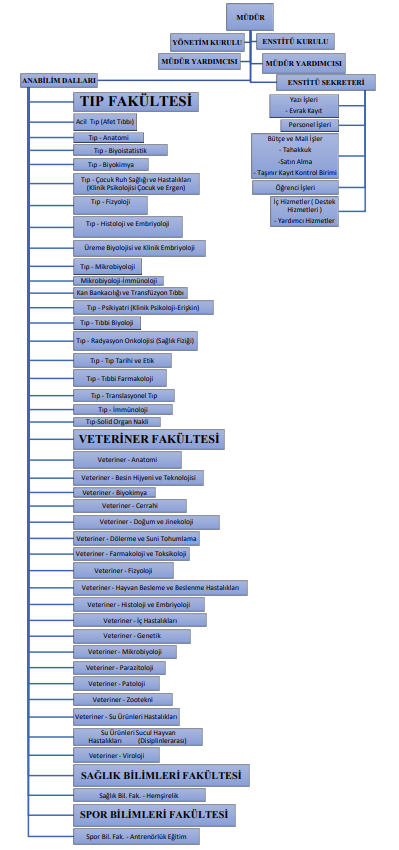 MÜDÜR
YÖNETİM KURULU
ENSTİTÜ KURULU
MÜDÜR YARDIMCISI
MÜDÜR YARDIMCISI
ANABİLİM DALLARI
ENSTİTÜ SEKRETERİ
TIP FAKÜLTESİ
Acil Tıp (Afet Tıbbı)
Tıp - Anatomi
Tıp - Biyoistatistik
Tıp - Biyokimya
Tıp - Çocuk Ruh Sağlığı ve Hastalıkları
(Klinik Psikolojisi Çocuk ve Ergen)
Tıp - Fizyoloji
Tıp - Histoloji ve Embriyoloji
Üreme Biyolojisi ve Klinik Embriyoloji
Tıp - Mikrobiyoloji
Mikrobiyoloji-İmmünoloji
Kan Bankacılığı ve Transfüzyon Tıbbı
Tıp - Psikiyatri (Klinik Psikoloji-Erişkin)
Tıp - Tıbbi Biyoloji
Tıp - Radyasyon Onkolojisi (Sağlık Fiziği)
Tıp - Tıp Tarihi ve Etik
Tıp - Tıbbi Farmakoloji
Tıp - Translasyonel Tıp
Tıp - İmmünoloji
Tıp-Solid Organ Nakli
VETERİNER FAKÜLTESİ
Veteriner - Anatomi
Veteriner - Besin Hijyeni ve Teknolojisi
Veteriner - Biyokimya
Veteriner - Cerrahi
Veteriner - Doğum ve Jinekoloji
Veteriner - Dölerme ve Suni Tohumlama
Veteriner - Farmakoloji ve Toksikoloji
Veteriner - Fizyoloji
Veteriner - Hayvan Besleme ve Beslenme Hastalıkları
Veteriner - Histoloji ve Embriyoloji
Veteriner - İç Hastalıkları
Veteriner - Genetik
Veteriner - Mikrobiyoloji
Veteriner - Parazitoloji
Veteriner - Patoloji
Veteriner - Zootekni
Veteriner - Su Ürünleri Hastalıkları
Su Ürünleri Sucul Hayvan
Hastalıkları (Disiplinlerarası)
Veteriner - Viroloji
SAĞLIK BİLİMLERİ FAKÜLTESİ
Sağlık Bil. Fak. - Hemşirelik
SPOR BİLİMLERİ FAKÜLTESİ
Spor Bil. Fak. - Antrenörlük Eğitim
Yazı İşleri
- Evrak Kayıt
Personel İşleri
Bütçe ve Mali İşler
- Tahakkuk
-Satın Alma
- Taşınır Kayıt Kontrol Birimi
Öğrenci İşleri
İç Hizmetler ( Destek
Hizmetleri )
- Yardımcı Hizmetler